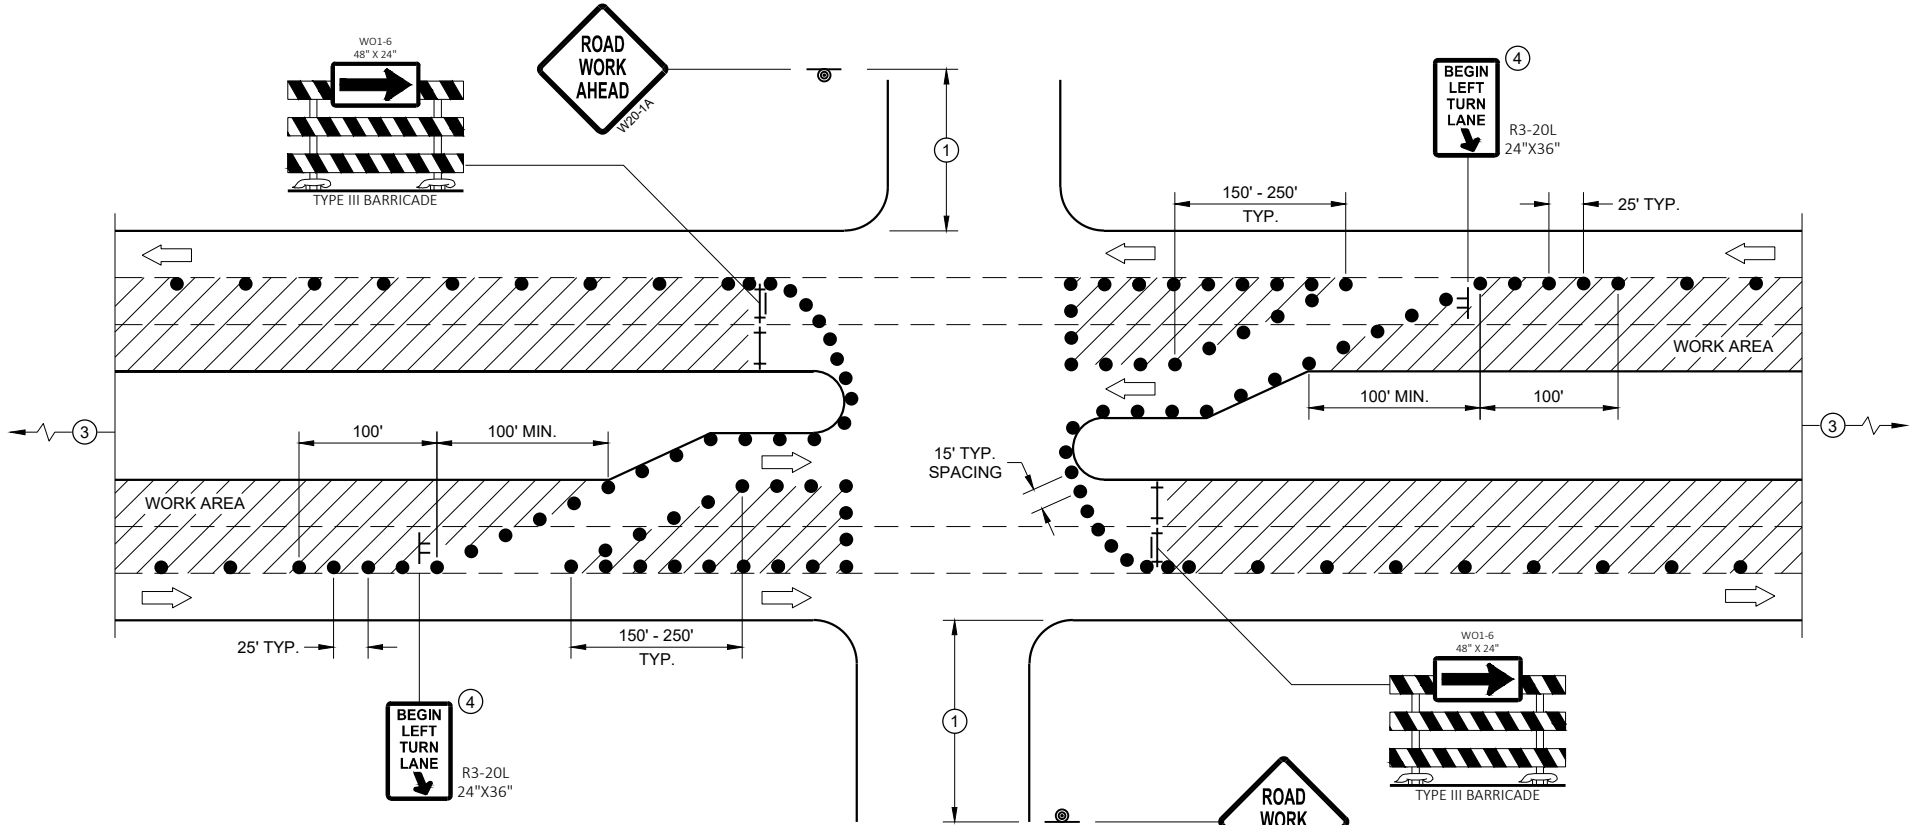 WO1-6
48" X 24"
TYPE III BARRICADE
ROAD
WORK
AHEAD
W20-1A
1
4
BEGIN
LEFT
TURN
LANE
R3-20L
24"X36"
150' - 250'
TYP.
25' TYP.
WORK AREA
100' MIN.
100'
3
3
100'
100' MIN.
15' TYP.
SPACING
WORK AREA
25' TYP.
150' - 250'
TYP.
4
BEGIN
LEFT
TURN
LANE
R3-20L
24"X36"
1
WO1-6
48" X 24"
TYPE III BARRICADE
ROAD
WORK